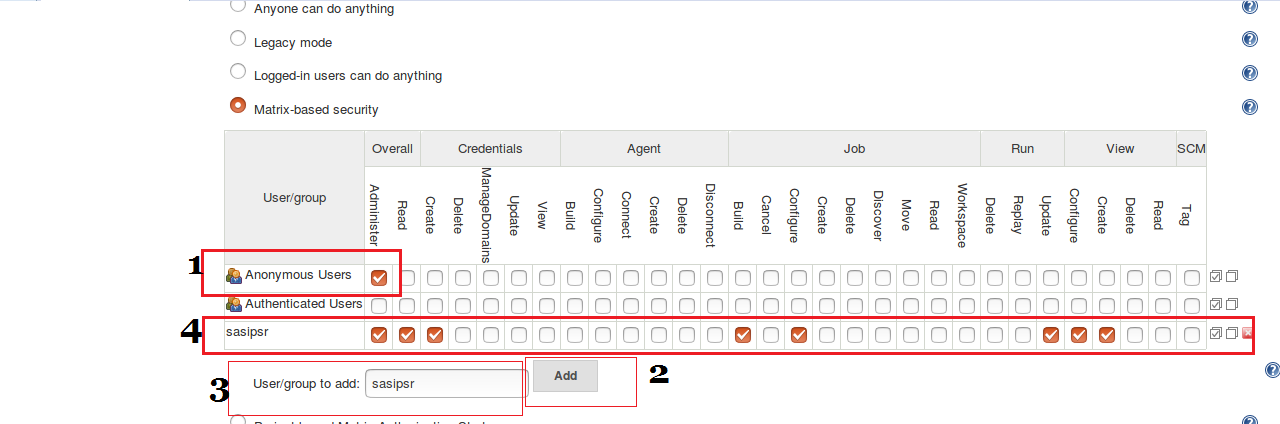 Anyone can do anything
Legacy mode
Logged-in users can do anything
Matrix-based security
User/group
Overall Credentials Agent Job Run View SCM
Administer Read Create Delete ManageDomains Update View Build Configure Connect Create Delete Disconnect Build Cancel Configure Create Delete Discover Move Read Workspace Delete Replay Update Configure Create Delete Read Tag
1 Anonymous Users
Authenticated Users
4 sasipsr
3 User/group to add: sasipsr Add 2